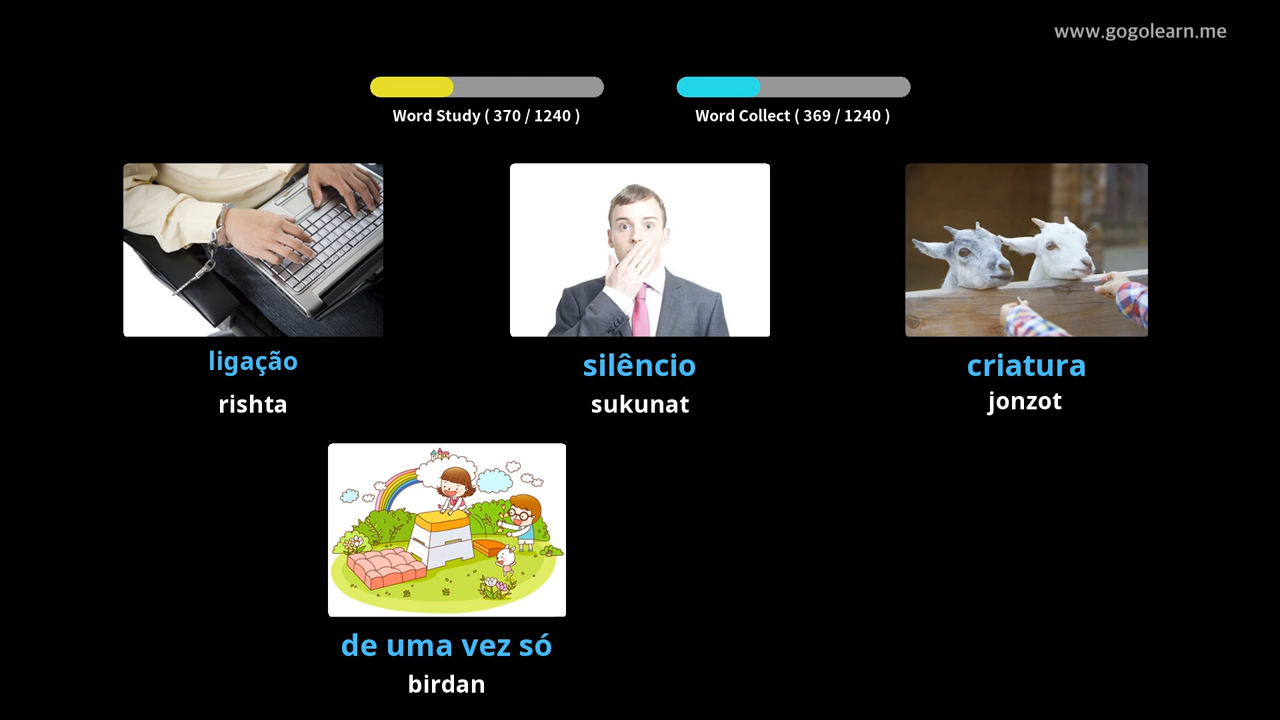 www.gogolearn.me
Word Study ( 370 / 1240 )
Word Collect ( 369 / 1240 )
ligação
rishta
silêncio
sukunat
criatura
jonzot
de uma vez só
birdan